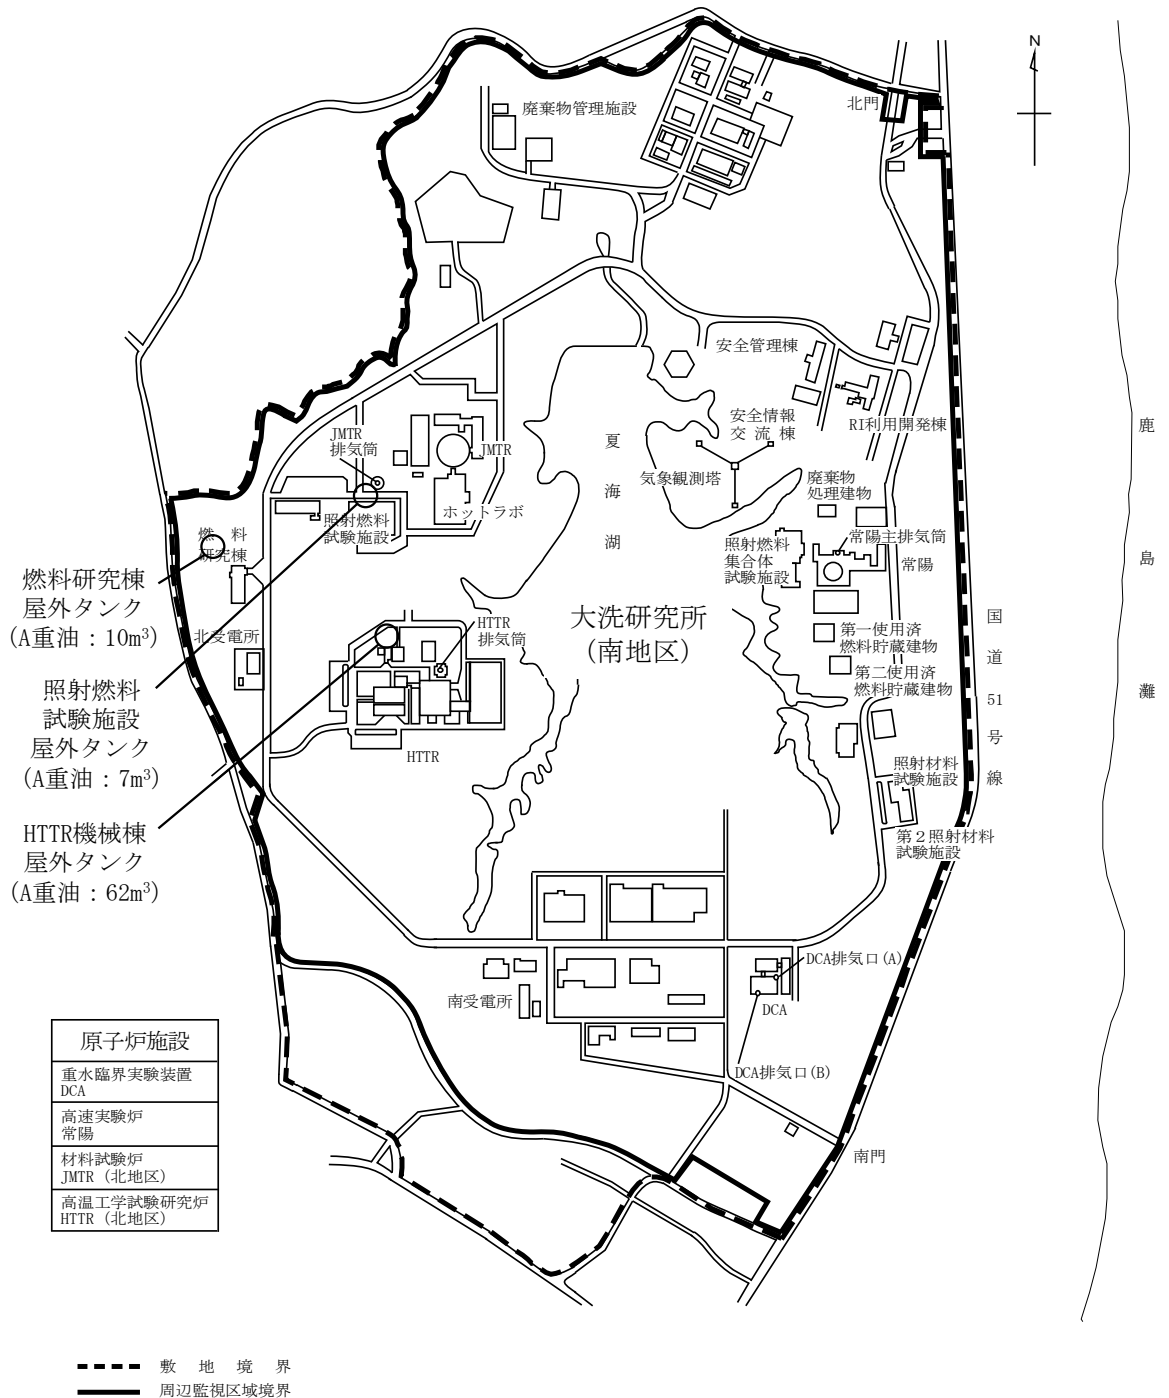 N
北門
廃棄物管理施設
安全管理棟
安全情報
交流棟
RI利用開発棟
気象観測塔
廃棄物
処理建物
JMTR
排気筒
JMTR
夏海湖
鹿島灘
ホットラボ
照射燃料
試験施設
燃料
研究棟
照射燃料
集合体
試験施設
常陽主排気筒
常陽
燃料研究棟
屋外タンク
(A重油：10m³)
北受電所
HTTR
排気筒
大洗研究所
(南地区)
第一使用済
燃料貯蔵建物
第二使用済
燃料貯蔵建物
国道51号線
照射燃料
試験施設
屋外タンク
(A重油：7m³)
HTTR
照射材料
試験施設
HTTR機械棟
屋外タンク
(A重油：62m³)
第２照射材料
試験施設
DCA排気口(A)
南受電所
DCA
DCA排気口(B)
南門
原子炉施設
重水臨界実験装置
DCA
高速実験炉
常陽
材料試験炉
JMTR (北地区)
高温工学試験研究炉
HTTR (北地区)
敷地境界
周辺監視区域境界